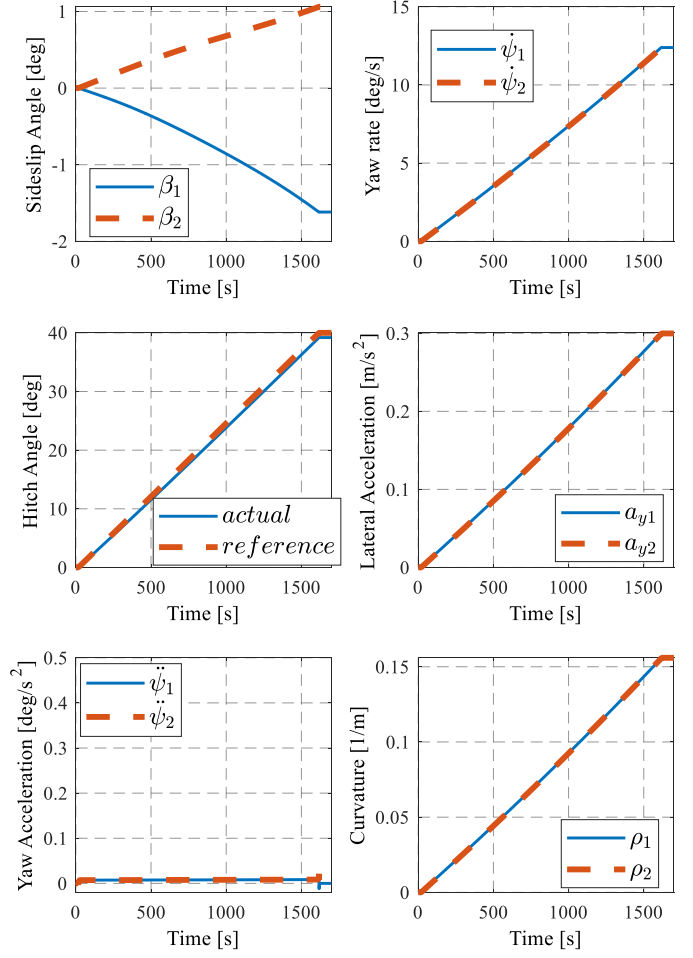 Sideslip Angle [deg]
1
0
-1
-2
β₁
β₂
0 500 1000 1500
Time [s]
Yaw rate [deg/s]
15
10
5
0
ψ̇₁
ψ̇₂
0 500 1000 1500
Time [s]
Hitch Angle [deg]
40
30
20
10
0
actual
reference
0 500 1000 1500
Time [s]
Lateral Acceleration [m/s²]
0.3
0.2
0.1
0
a_y1
a_y2
0 500 1000 1500
Time [s]
Yaw Acceleration [deg/s²]
0.5
0.4
0.3
0.2
0.1
0
ψ̈₁
ψ̈₂
0 500 1000 1500
Time [s]
Curvature [1/m]
0.15
0.1
0.05
0
ρ₁
ρ₂
0 500 1000 1500
Time [s]